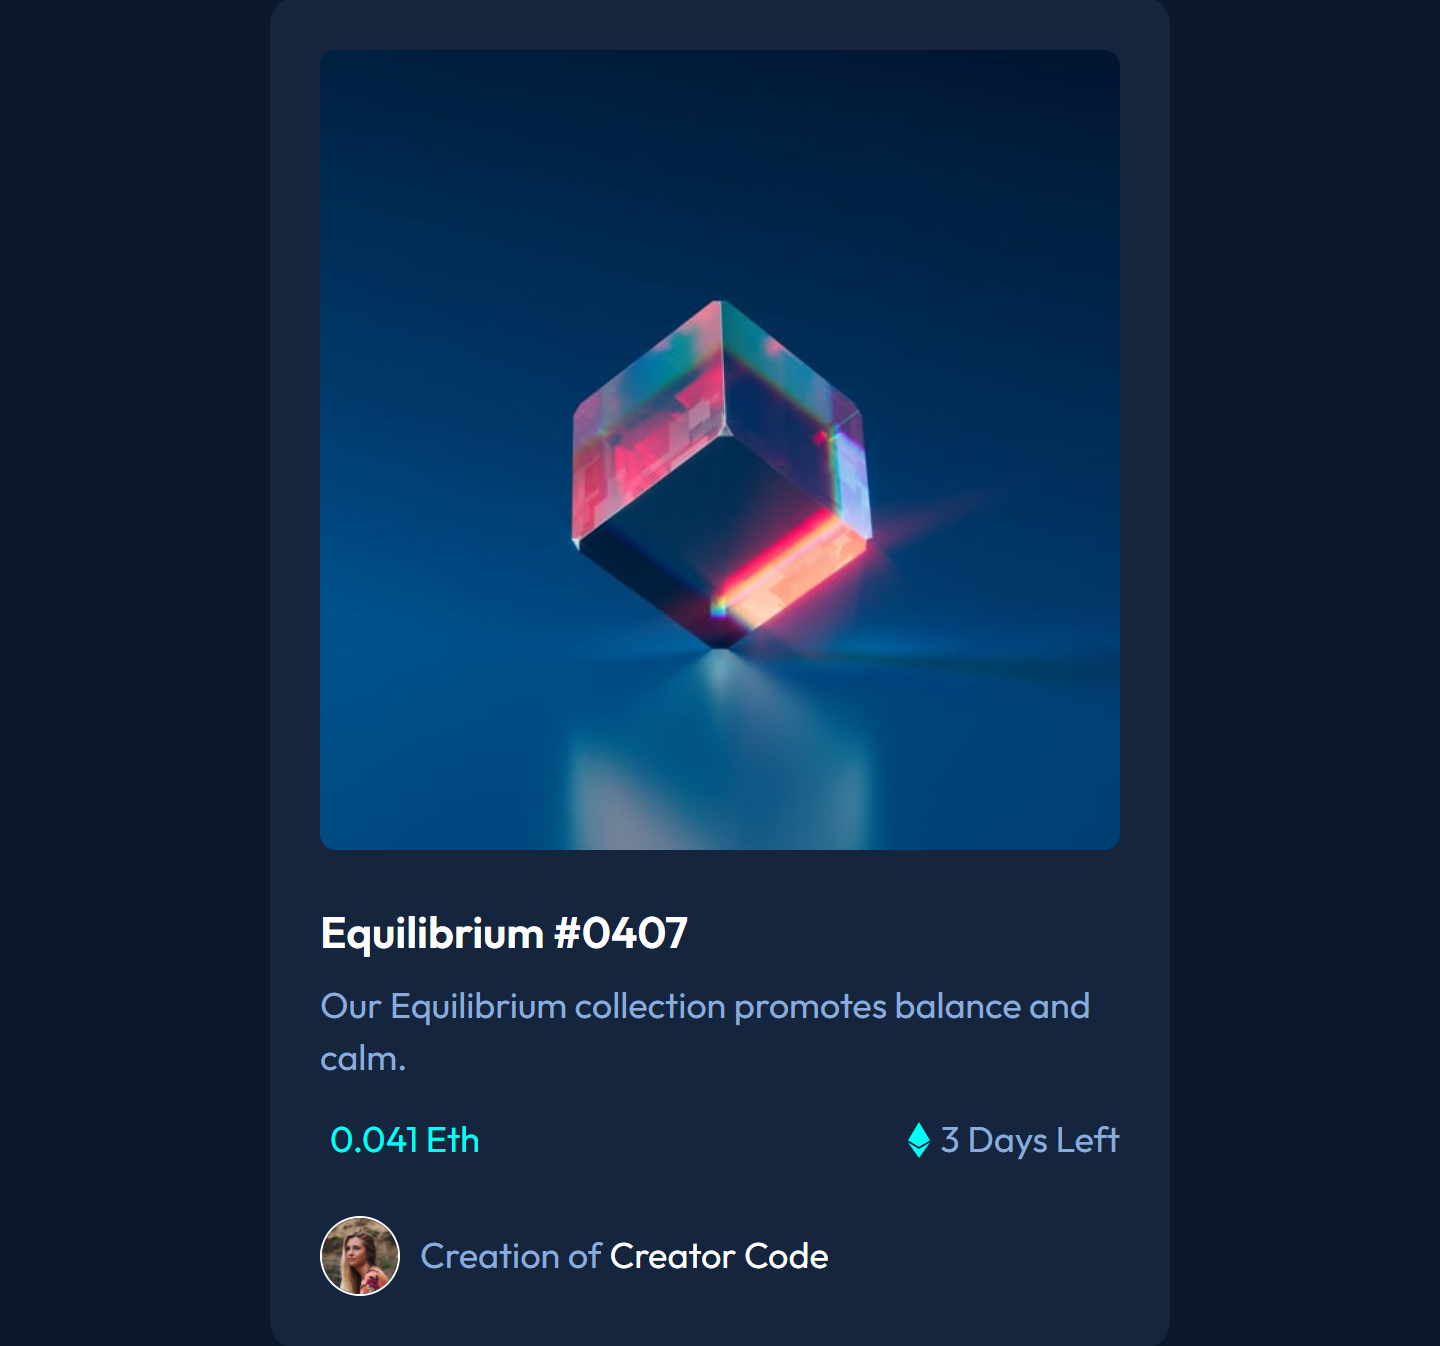 Equilibrium #0407
Our Equilibrium collection promotes balance and
calm.
0.041 Eth
3 Days Left
Creation of Creator Code